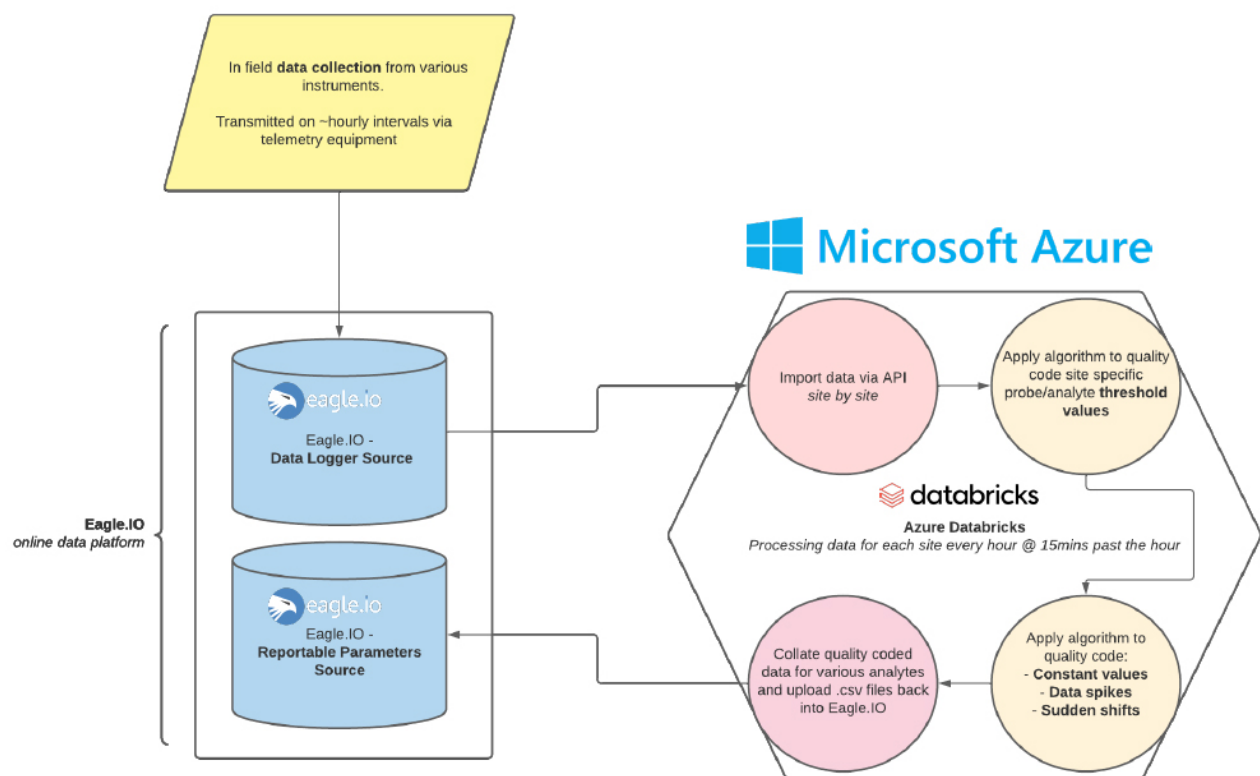 In field data collection from various
instruments.
Transmitted on ~hourly intervals via
telemetry equipment
Microsoft Azure
eagle.io
Eagle.IO -
Data Logger Source
Import data via API
site by site
Apply algorithm to quality
code site specific
probe/analyte threshold
values
databricks
Azure Databricks
Processing data for each site every hour @ 15mins past the hour
Eagle.IO
online data platform
eagle.io
Eagle.IO -
Reportable Parameters
Source
Collate quality coded
data for various analytes
and upload .csv files back
into Eagle.IO
Apply algorithm to
quality code:
- Constant values
- Data spikes
- Sudden shifts